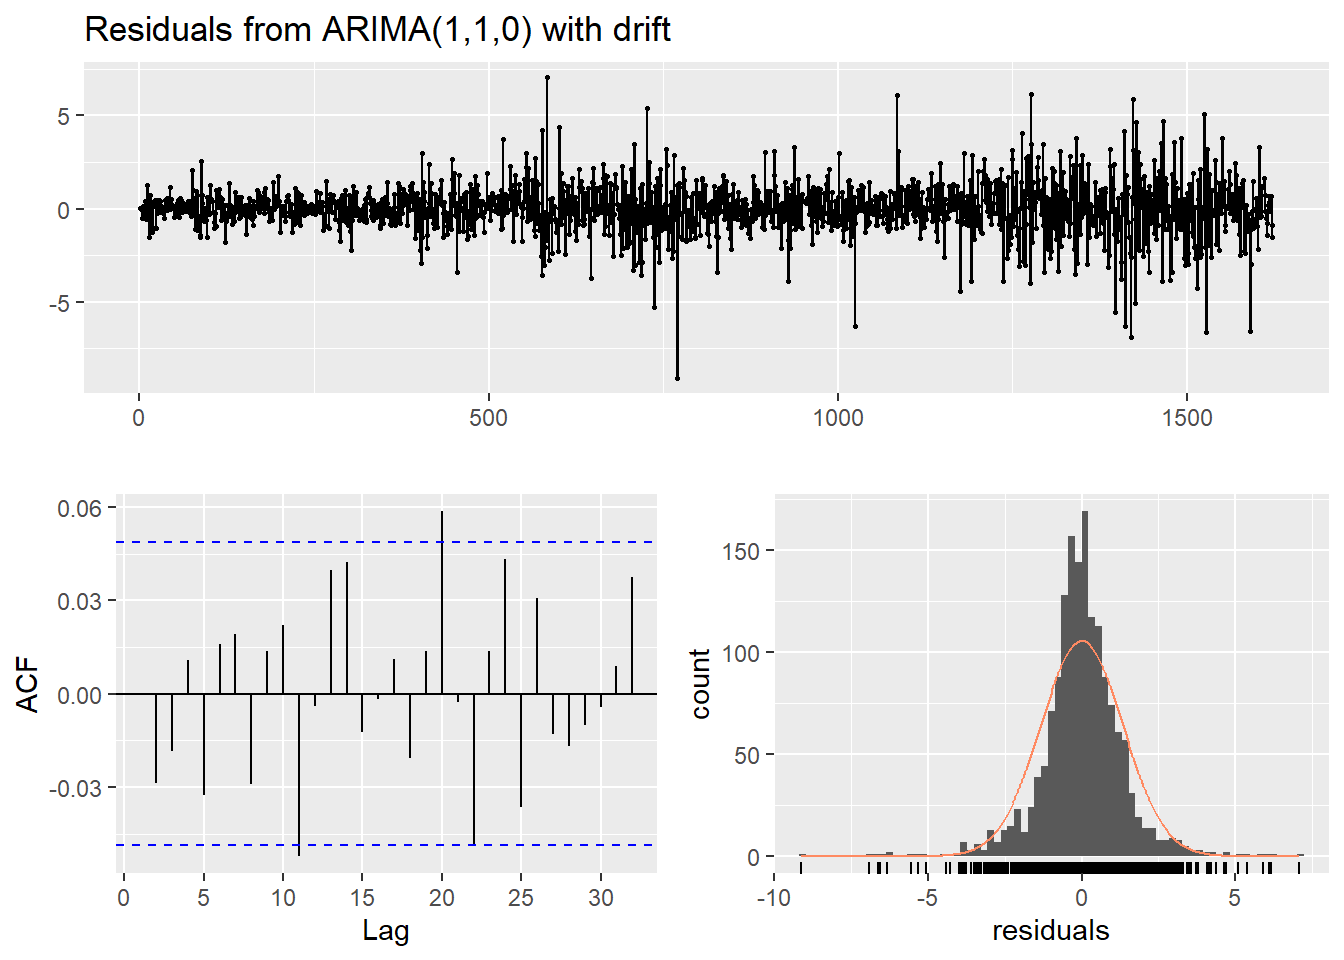 Residuals from ARIMA(1,1,0) with drift
5
0
-5
0 500 1000 1500
0.06
0.03
0.00
-0.03
ACF
0 5 10 15 20 25 30
Lag
150
100
50
0
count
-10 -5 0 5
residuals